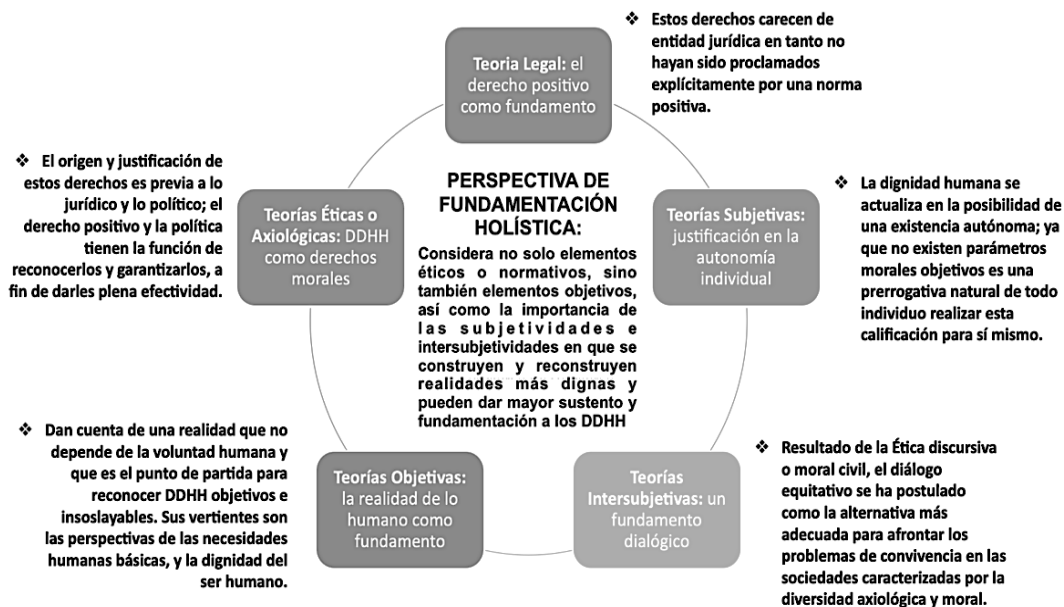 Teoria Legal: el
derecho positivo
como fundamento
❖ Estos derechos carecen de
entidad jurídica en tanto no
hayan sido proclamados
explícitamente por una norma
positiva.
❖ El origen y justificación de
estos derechos es previa a lo
jurídico y lo político; el
derecho positivo y la política
tienen la función de
reconocerlos y garantizarlos, a
fin de darles plena efectividad.
Teorías Éticas o
Axiológicas: DDHH
como derechos
morales
PERSPECTIVA DE
FUNDAMENTACIÓN
HOLÍSTICA:
Considera no solo elementos
éticos o normativos, sino
también elementos objetivos,
así como la importancia de
las subjetividades e
intersubjetividades en que se
construyen y reconstruyen
realidades más dignas y
pueden dar mayor sustento y
fundamentación a los DDHH
Teorías Subjetivas:
justificación en la
autonomía
individual
❖ La dignidad humana se
actualiza en la posibilidad de
una existencia autónoma; ya
que no existen parámetros
morales objetivos es una
prerrogativa natural de todo
individuo realizar esta
calificación para sí mismo.
❖ Dan cuenta de una realidad que no
depende de la voluntad humana y
que es el punto de partida para
reconocer DDHH objetivos e
insoslayables. Sus vertientes son
las perspectivas de las necesidades
humanas básicas, y la dignidad del
ser humano.
Teorías Objetivas:
la realidad de lo
humano como
fundamento
Teorías
Intersubjetivas: un
fundamento
dialógico
❖ Resultado de la Ética discursiva
o moral civil, el diálogo
equitativo se ha postulado
como la alternativa más
adecuada para afrontar los
problemas de convivencia en las
sociedades caracterizadas por la
diversidad axiológica y moral.